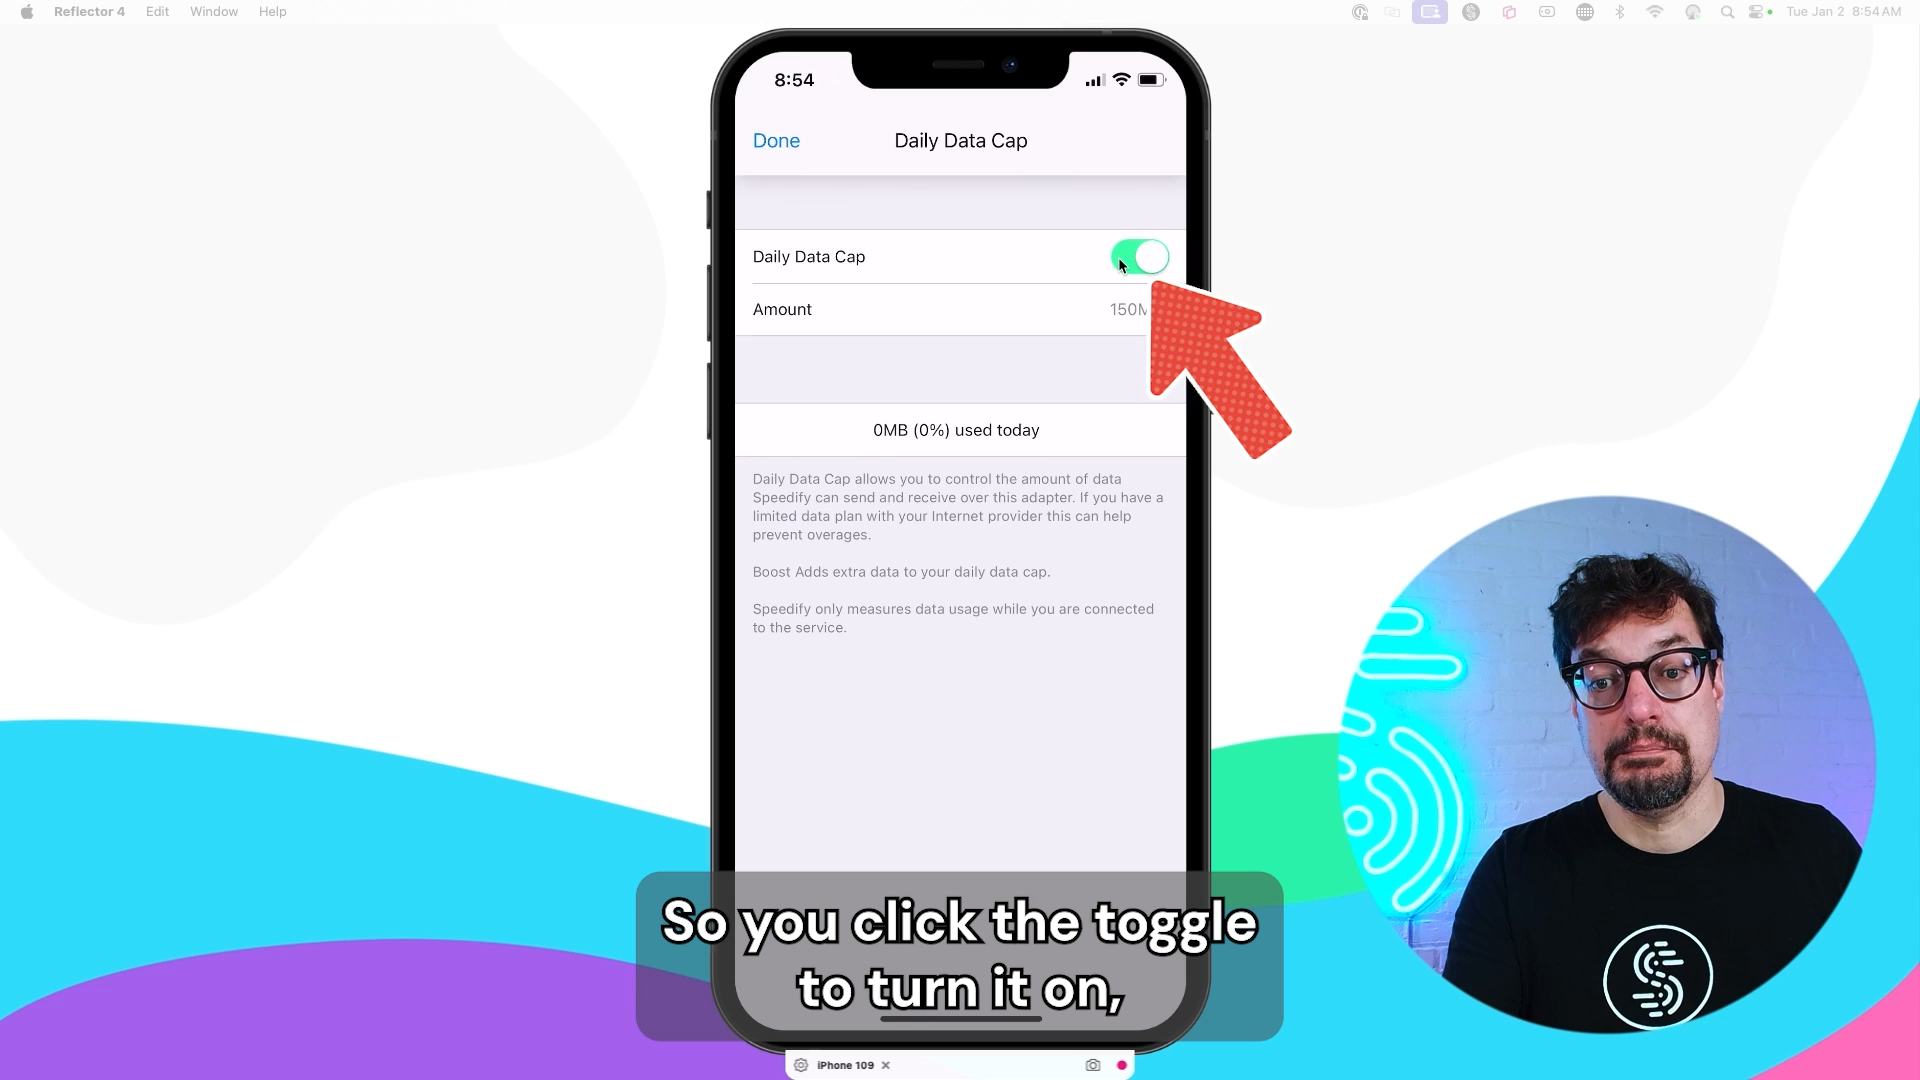 Reflector 4 Edit Window Help
Tue Jan 2 8:54 AM
8:54
Done
Daily Data Cap
Daily Data Cap
Amount
0MB (0%) used today
Daily Data Cap allows you to control the amount of data
Speedify can send and receive over this adapter. If you have a
limited data plan with your Internet provider this can help
prevent overages.
Boost Adds extra data to your daily data cap.
Speedify only measures data usage while you are connected
to the service.
So you click the toggle
to turn it on,
iPhone 109